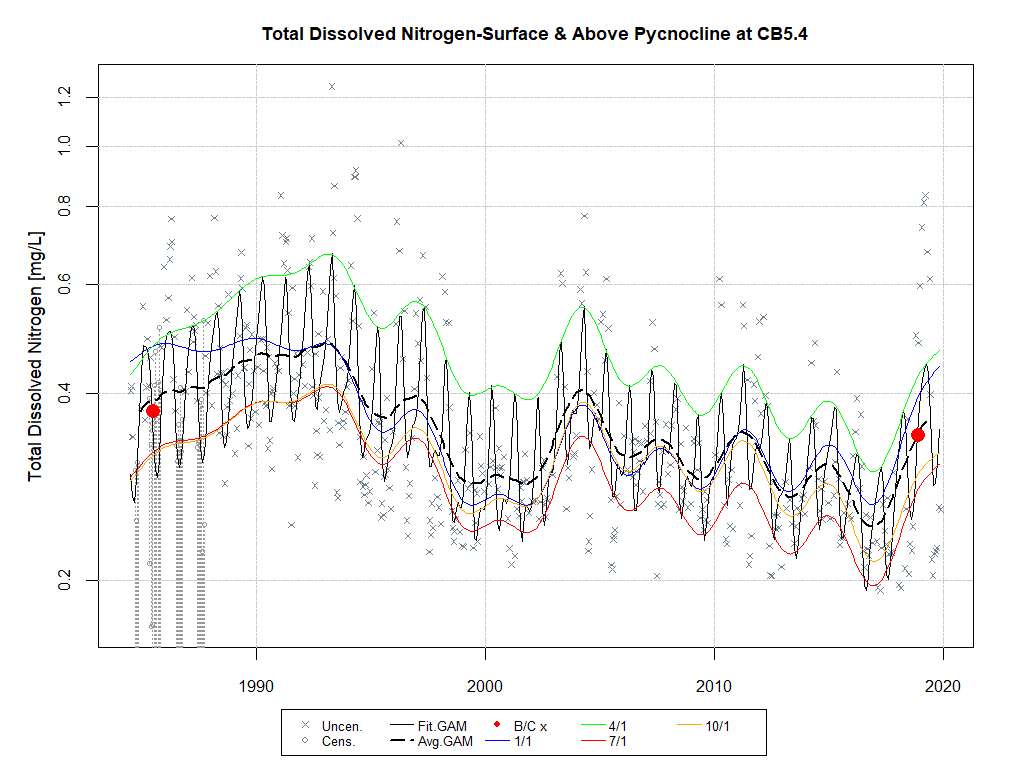 Total Dissolved Nitrogen-Surface & Above Pycnocline at CB5.4
Total Dissolved Nitrogen [mg/L]
1.2
1.0
0.8
0.6
0.4
0.2
1990 2000 2010 2020
Uncen. Fit.GAM B/C x 4/1 10/1
Cens. Avg.GAM 1/1 7/1